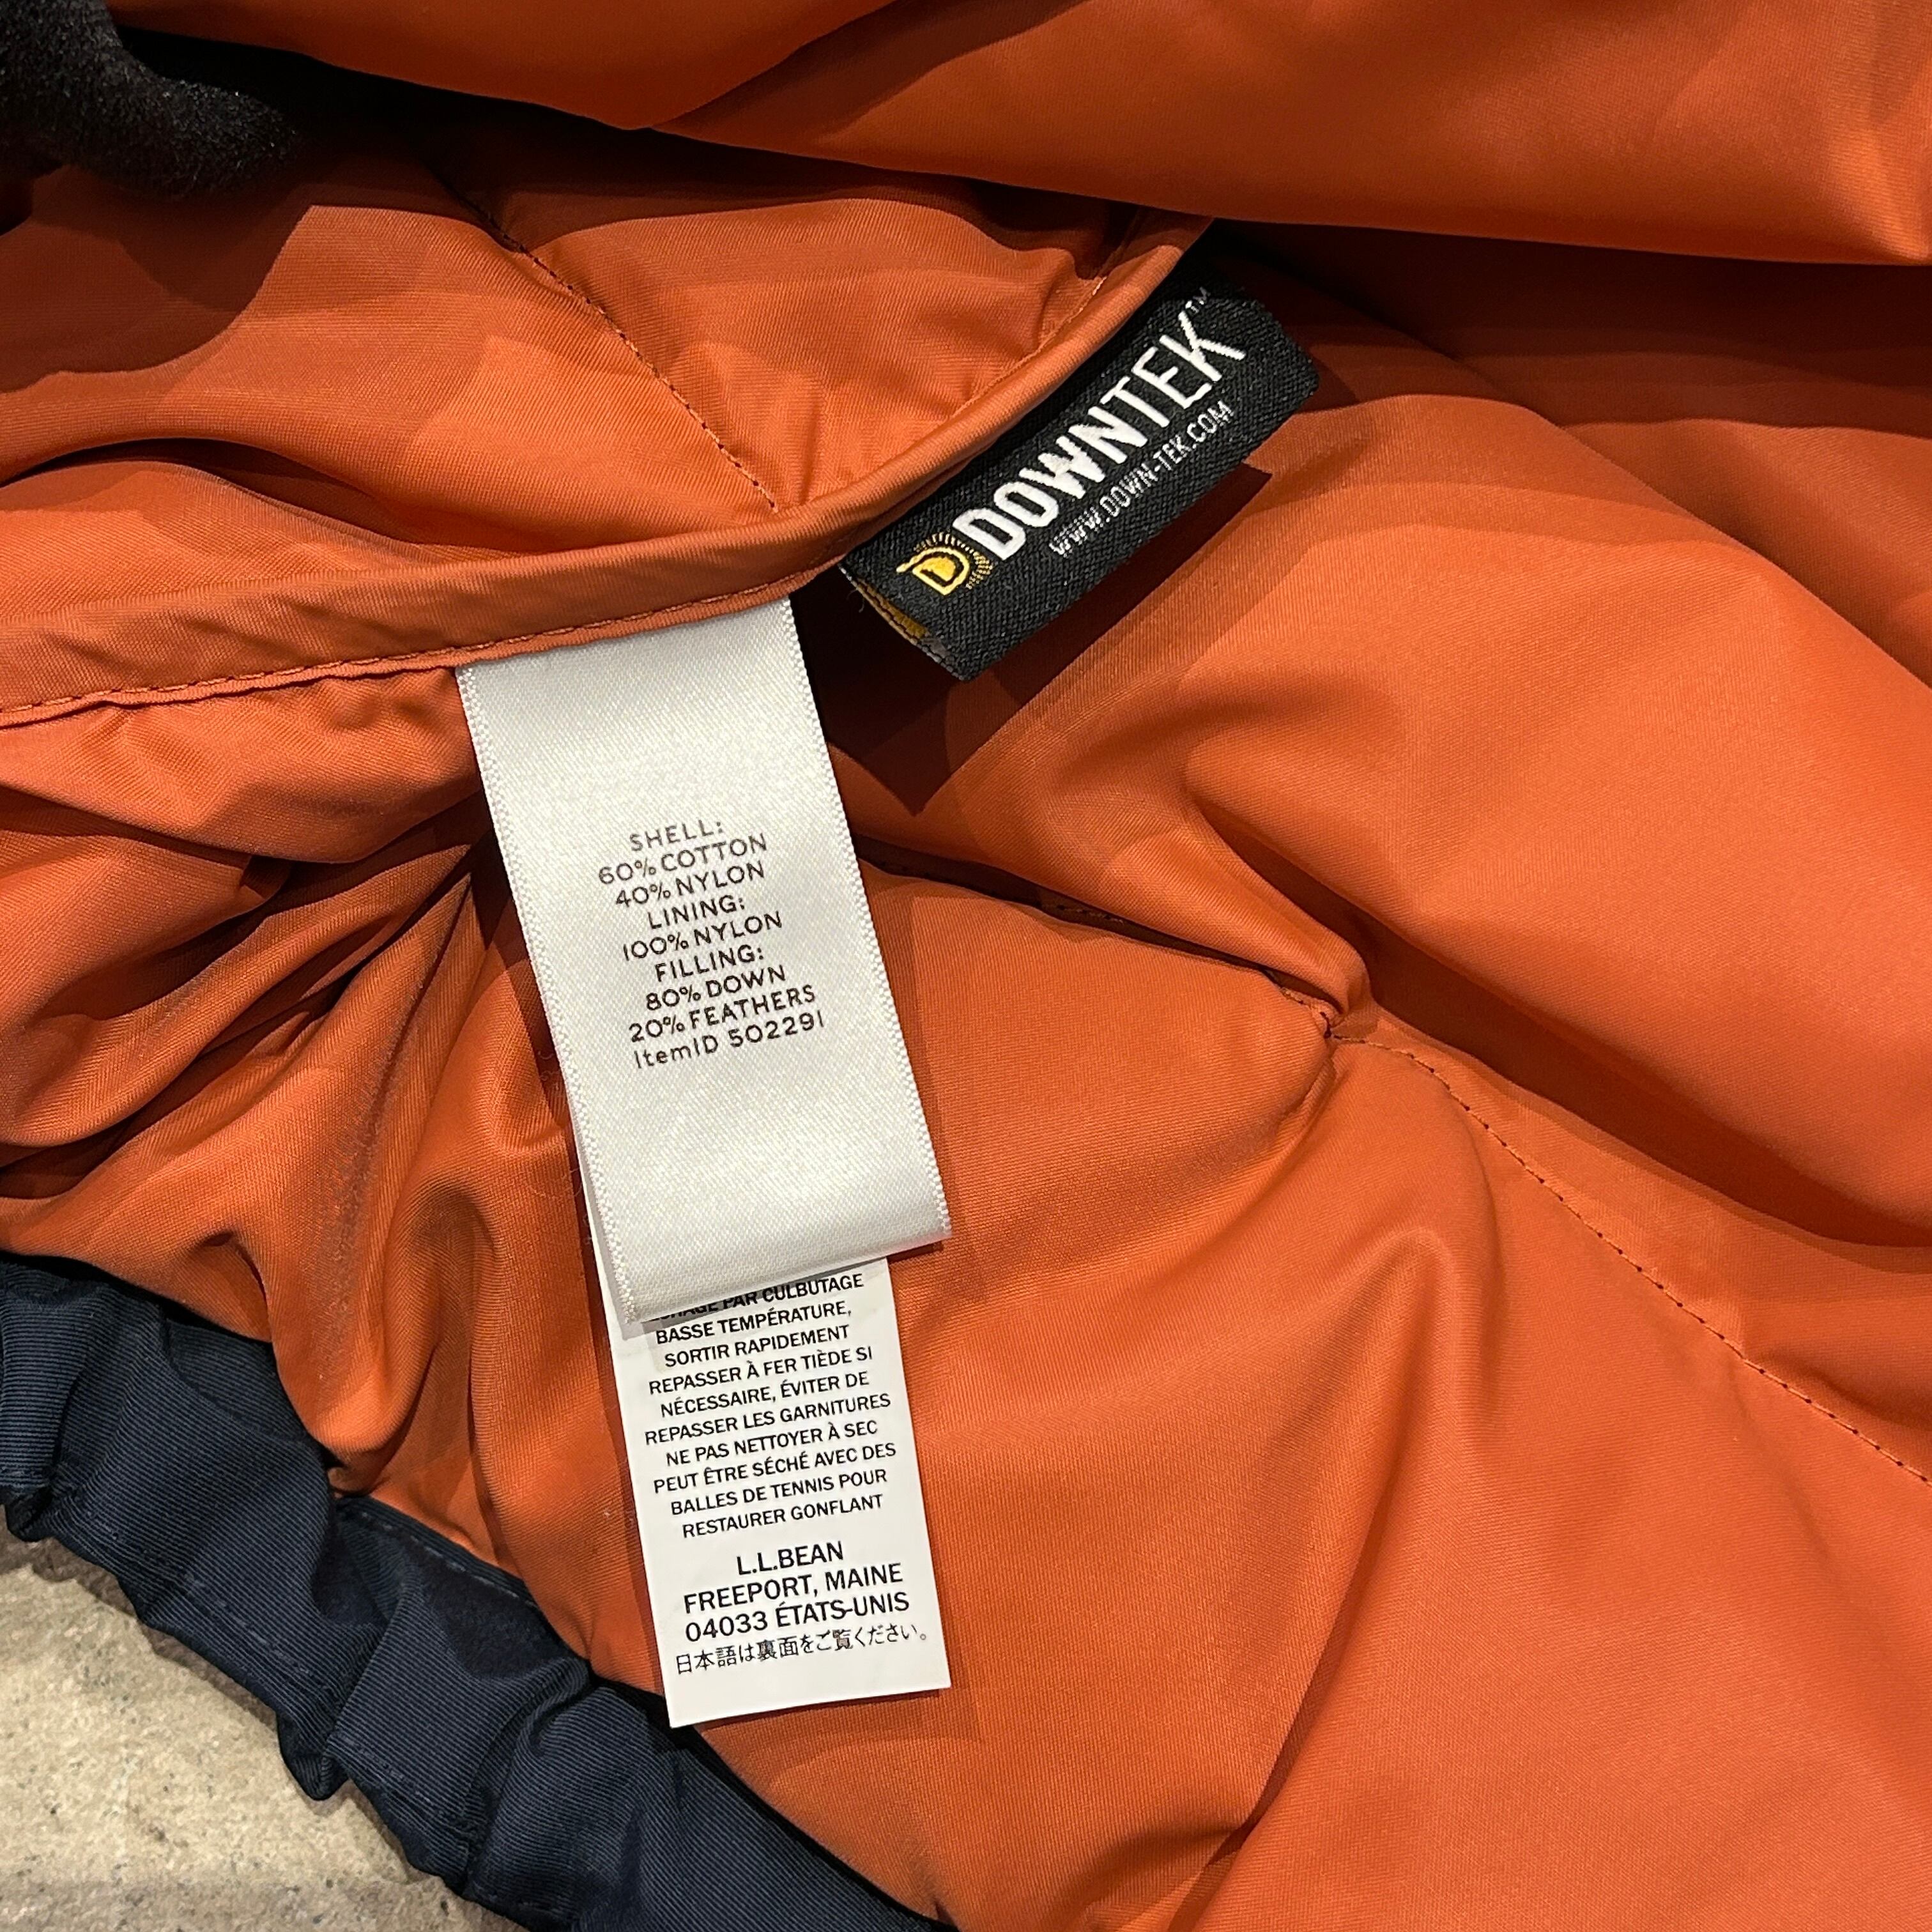 DOWNTEK™
WWW.DOWN-TEK.COM
SHELL:
60% COTTON
40% NYLON
LINING:
100% NYLON
FILLING:
80% DOWN
20% FEATHERS
ItemID 502291
PAR CULBUTAGE
BASSE TEMPÉRATURE,
SORTIR RAPIDEMENT
REPASSER À FER TIÈDE SI
NÉCESSAIRE, ÉVITER DE
REPASSER LES GARNITURES
NE PAS NETTOYER À SEC
PEUT ÊTRE SÉCHÉ AVEC DES
BALLES DE TENNIS POUR
RESTAURER GONFLANT
L.L.BEAN
FREEPORT, MAINE
04033 ÉTATS-UNIS
日本語は裏面をご覧ください。